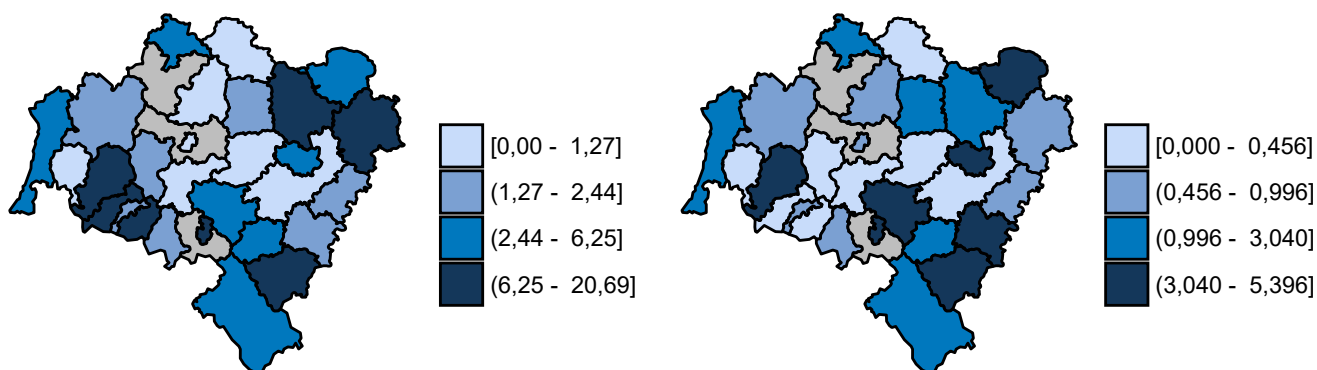 [0,00 - 1,27]
(1,27 - 2,44]
(2,44 - 6,25]
(6,25 - 20,69]
[0,000 - 0,456]
(0,456 - 0,996]
(0,996 - 3,040]
(3,040 - 5,396]